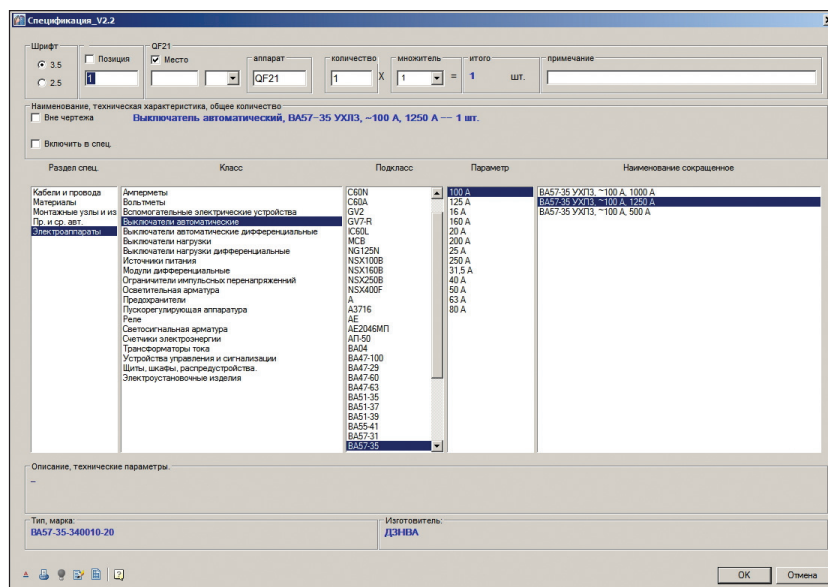 Спецификация_V2.2
Шрифт
3.5
2.5
Позиция
1
QF21
Место
аппарат
QF21
количество
1
X
множитель
1
=
итого
1 шт.
примечание
Наименование, техническая характеристика, общее количество
Вне чертежа
Выключатель автоматический, ВА57-35 УХЛ3, ~100 А, 1250 А -- 1 шт.
Включить в спец.
Раздел спец.
Класс
Подкласс
Параметр
Наименование сокращенное
Кабели и провода
Материалы
Монтажные узлы и из
Пр. и ср. авт.
Электроаппараты
Амперметы
Вольтметы
Вспомогательные электрические устройства
Выключатели автоматические
Выключатели автоматические дифференциальные
Выключатели нагрузки
Выключатели нагрузки дифференциальные
Источники питания
Модули дифференциальные
Ограничители импульсных перенапряженний
Осветительная арматура
Предохранители
Пускорегулирующая аппаратура
Реле
Светосигнальная арматура
Счетчики электроэнергии
Трансформаторы тока
Устройства управления и сигнализации
Щиты, шкафы, распредустройства.
Электроустановочные изделия
C60N
C60A
GV2
GV7-R
IC60L
MCB
NG125N
NSX100B
NSX160B
NSX250B
NSX400F
А
А3716
АЕ
АЕ2046МП
АП-50
ВА04
ВА47-100
ВА47-29
ВА47-60
ВА47-63
ВА51-35
ВА51-37
ВА51-39
ВА55-41
ВА57-31
ВА57-35
100 А
125 А
16 А
160 А
20 А
200 А
25 А
250 А
31,5 А
40 А
50 А
63 А
80 А
ВА57-35 УХЛ3, ~100 А, 1000 А
ВА57-35 УХЛ3, ~100 А, 1250 А
ВА57-35 УХЛ3, ~100 А, 500 А
Описание, технические параметры.
–
Тип, марка:
ВА57-35-340010-20
Изготовитель:
ДЗНВА
OK
Отмена